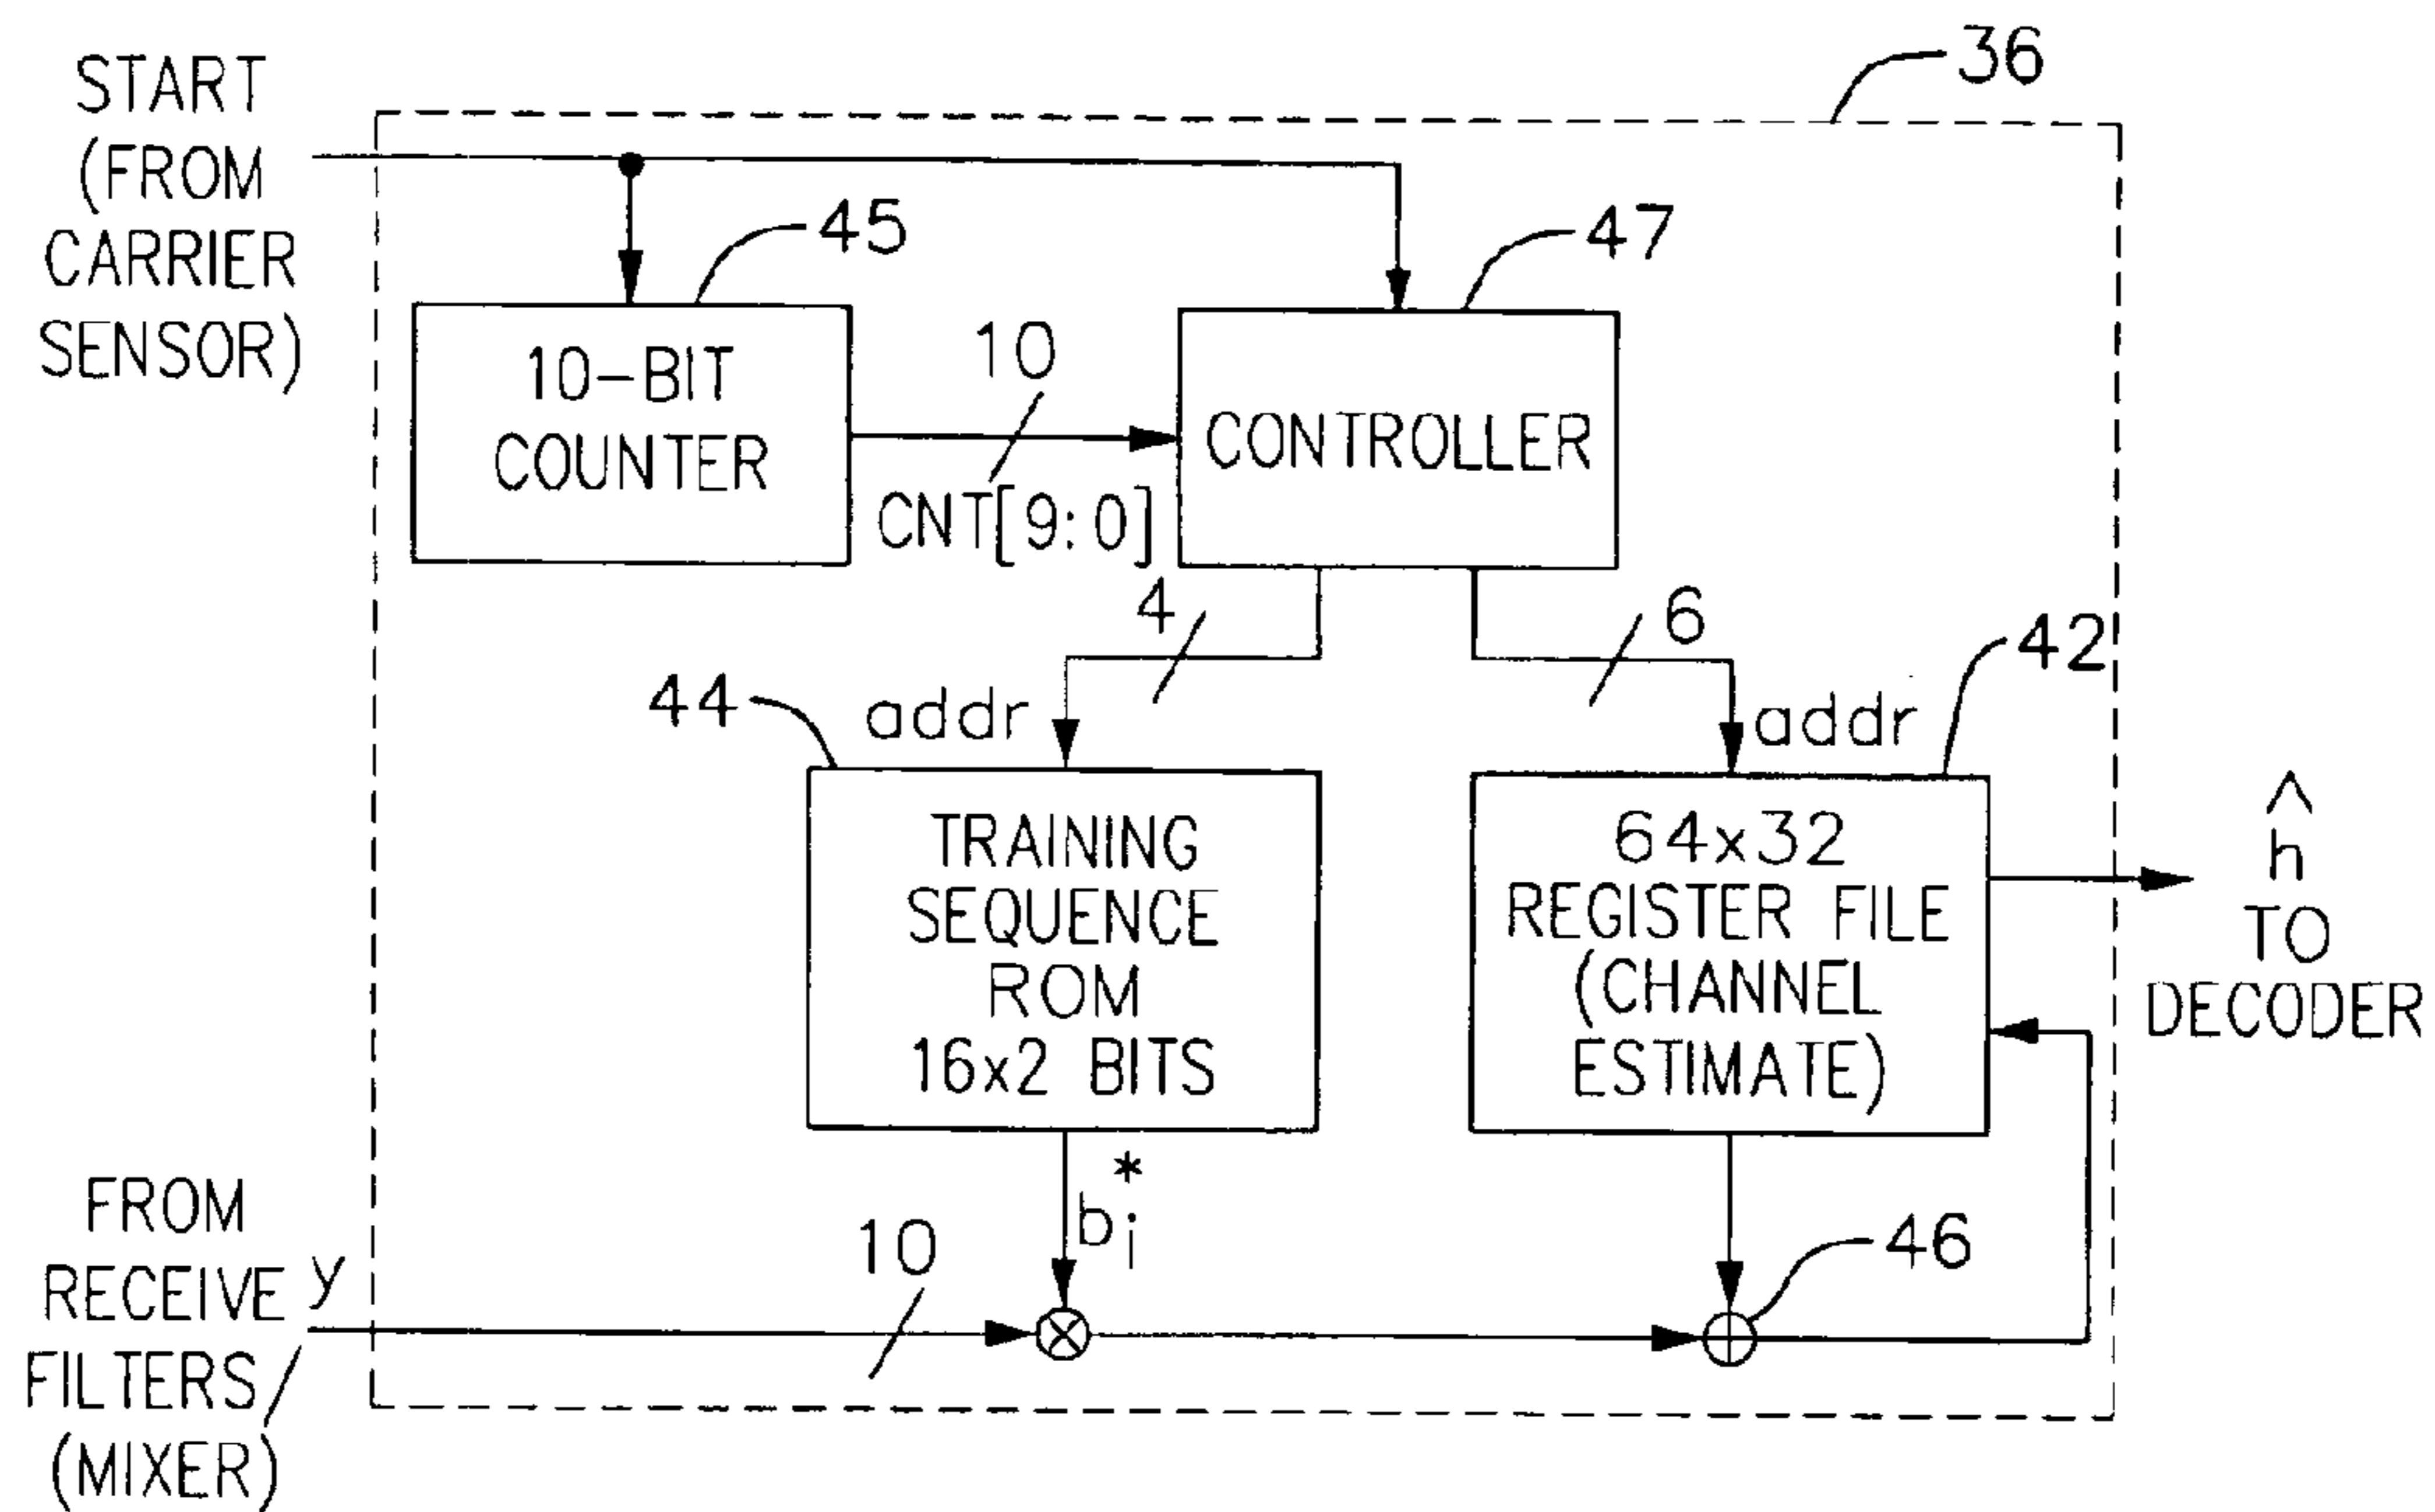 START
(FROM
CARRIER
SENSOR)
36
45
47
10-BIT
COUNTER
10
CNT[9:0]
CONTROLLER
4
6
44
addr
addr
42
TRAINING
SEQUENCE
ROM
16x2 BITS
64x32
REGISTER FILE
(CHANNEL
ESTIMATE)
^
h
TO
DECODER
b*i
46
FROM
RECEIVE
FILTERS/
(MIXER)
y
10